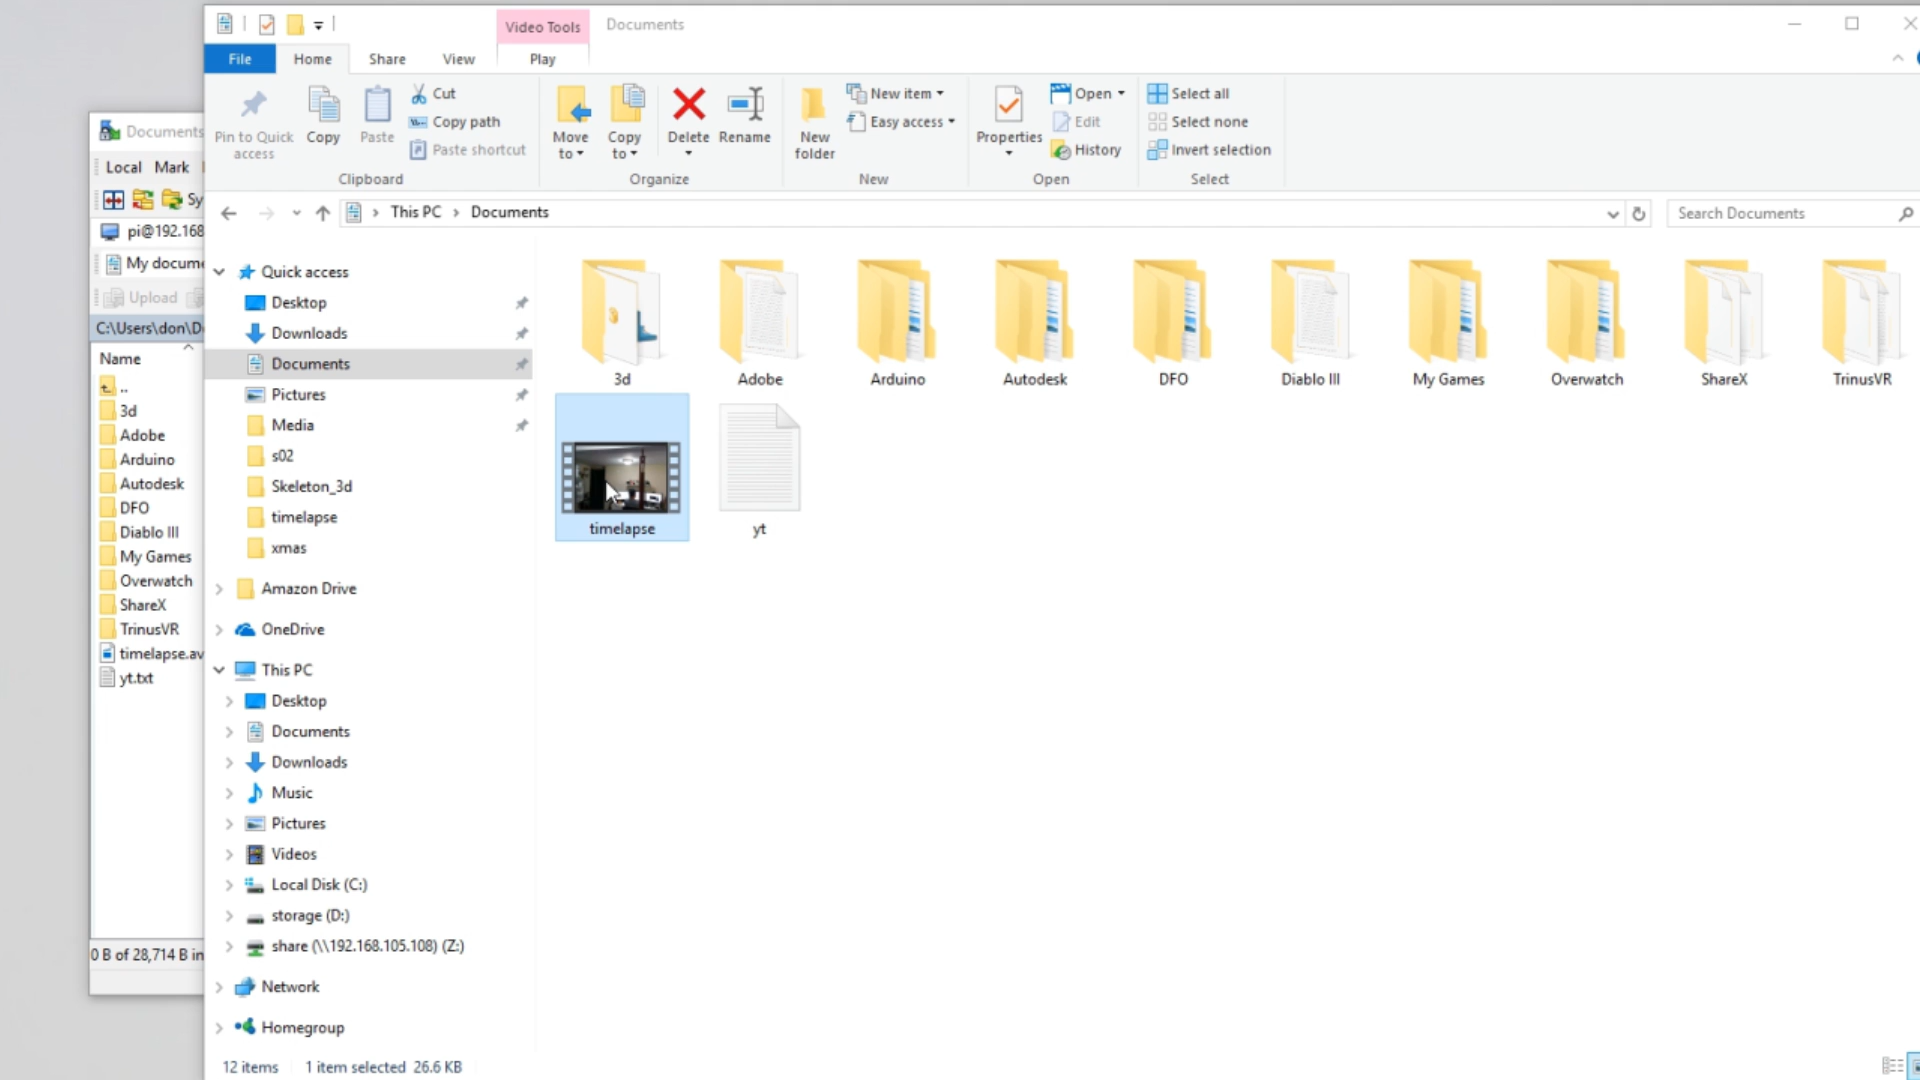 Video Tools
Documents
File
Home
Share
View
Play
Pin to Quick access
Copy
Paste
Cut
Copy path
Paste shortcut
Clipboard
Move to
Copy to
Delete
Rename
Organize
New folder
New item
Easy access
New
Properties
Open
Edit
History
Open
Select all
Select none
Invert selection
Select
This PC
Documents
Search Documents
Documents
Local Mark
Sy
pi@192.168
My docume
Upload
C:\Users\don\D
Name
..
3d
Adobe
Arduino
Autodesk
DFO
Diablo III
My Games
Overwatch
ShareX
TrinusVR
timelapse.av
yt.txt
0 B of 28,714 B in
Quick access
Desktop
Downloads
Documents
Pictures
Media
s02
Skeleton_3d
timelapse
xmas
Amazon Drive
OneDrive
This PC
Desktop
Documents
Downloads
Music
Pictures
Videos
Local Disk (C:)
storage (D:)
share (\\192.168.105.108) (Z:)
Network
Homegroup
3d
Adobe
Arduino
Autodesk
DFO
Diablo III
My Games
Overwatch
ShareX
TrinusVR
timelapse
yt
12 items
1 item selected 26.6 KB